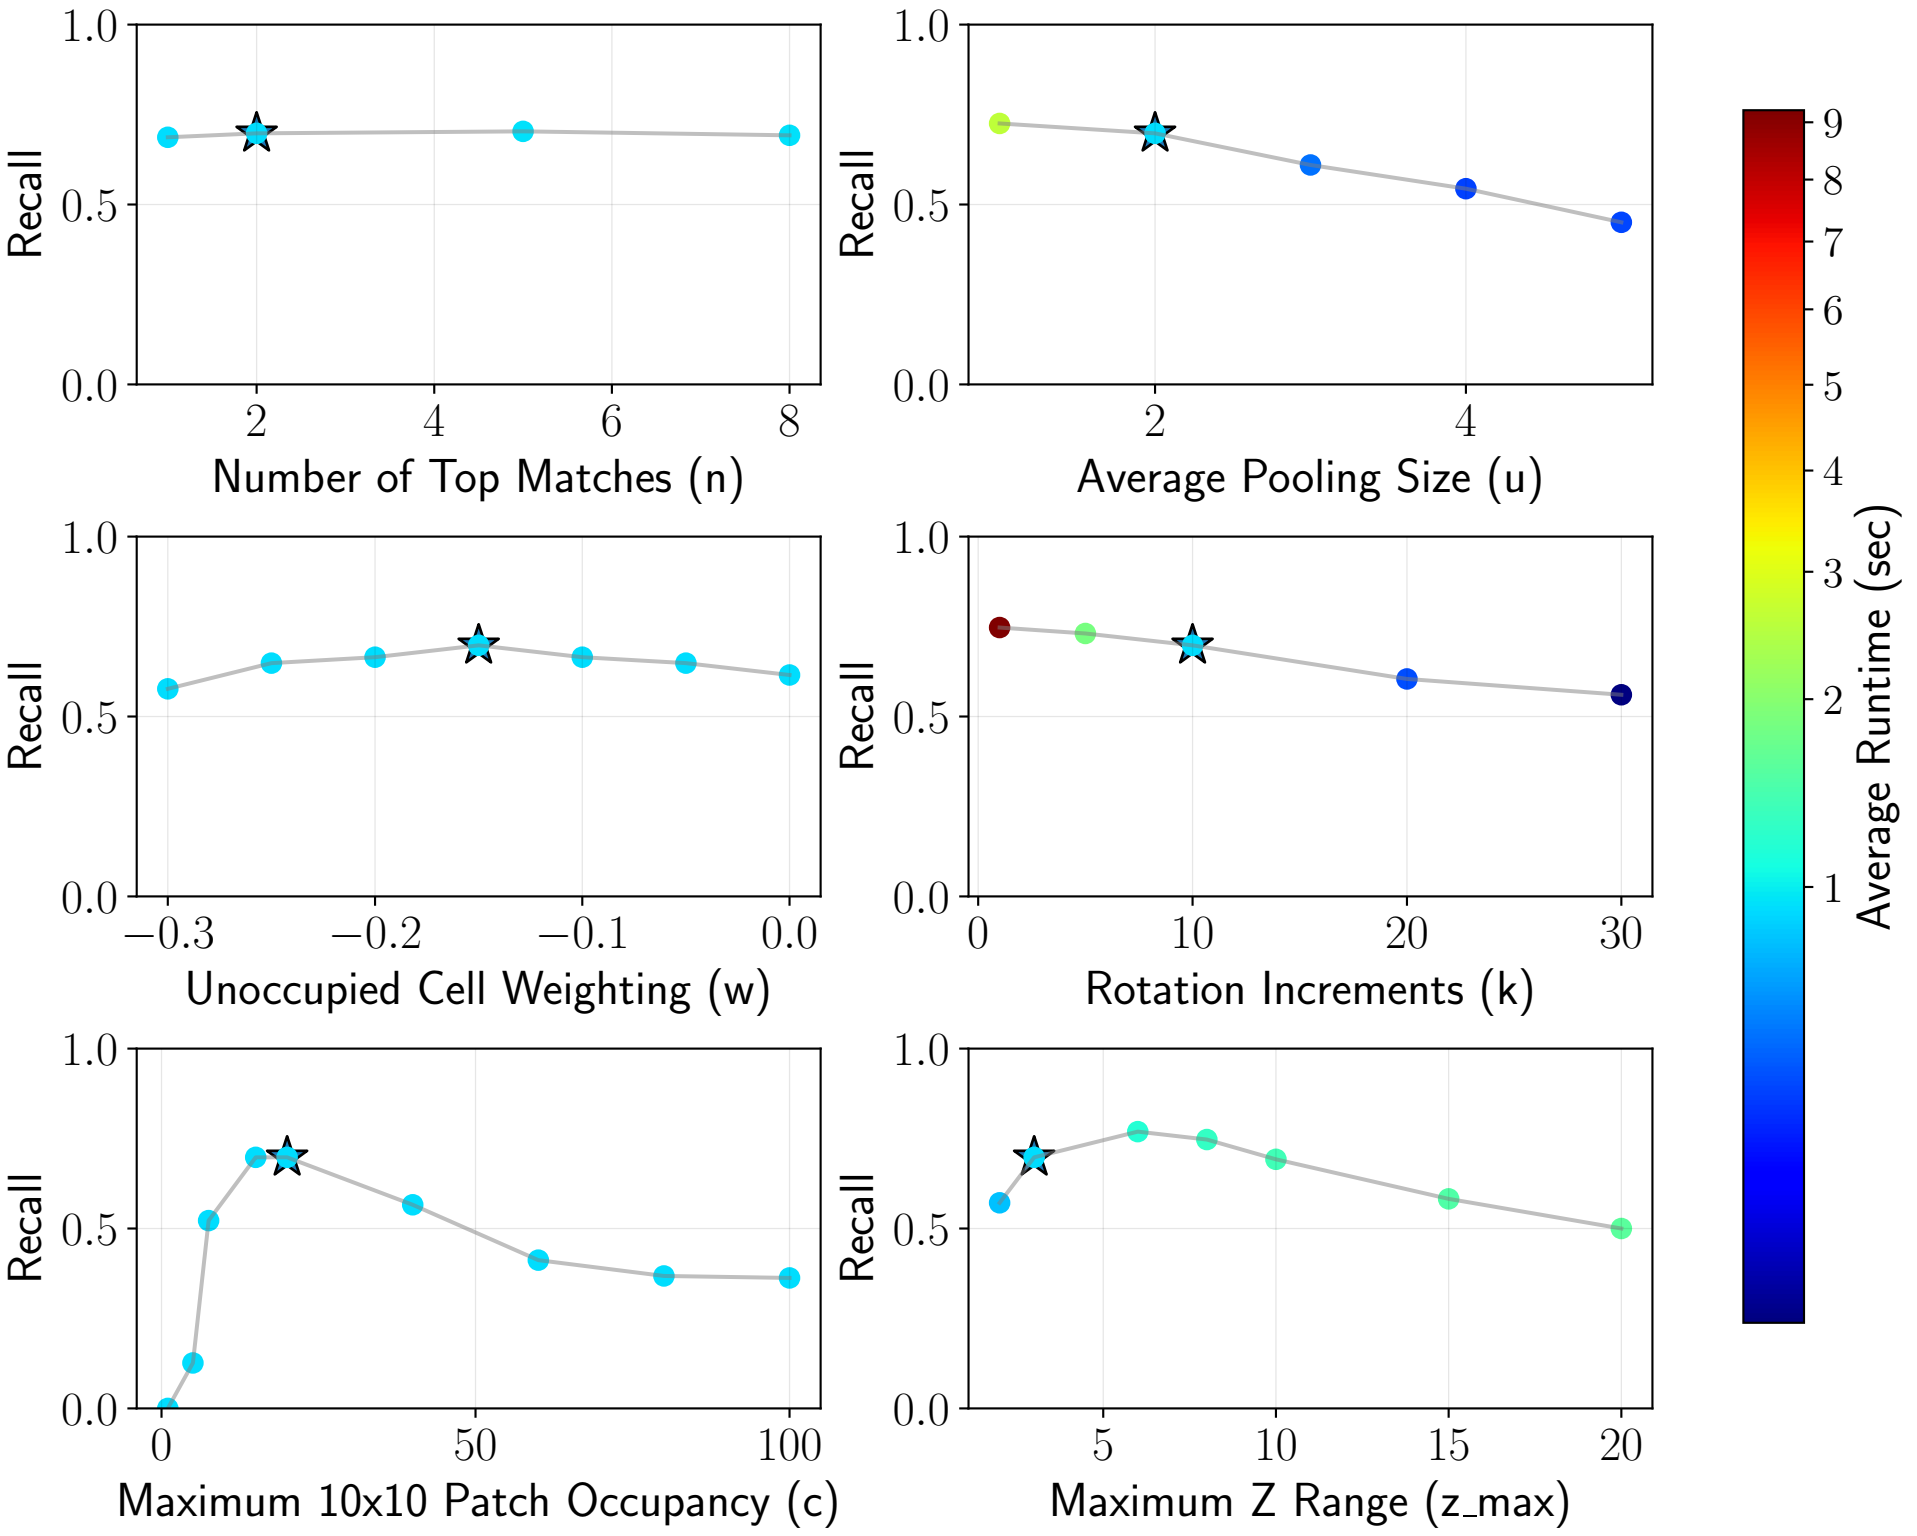 1.0
0.5
0.0
Recall
2 4 6 8
Number of Top Matches (n)
1.0
0.5
0.0
Recall
2 4
Average Pooling Size (u)
1.0
0.5
0.0
Recall
−0.3 −0.2 −0.1 0.0
Unoccupied Cell Weighting (w)
1.0
0.5
0.0
Recall
0 10 20 30
Rotation Increments (k)
1.0
0.5
0.0
Recall
0 50 100
Maximum 10x10 Patch Occupancy (c)
1.0
0.5
0.0
Recall
5 10 15 20
Maximum Z Range (z_max)
9
8
7
6
5
4
3
2
1
Average Runtime (sec)